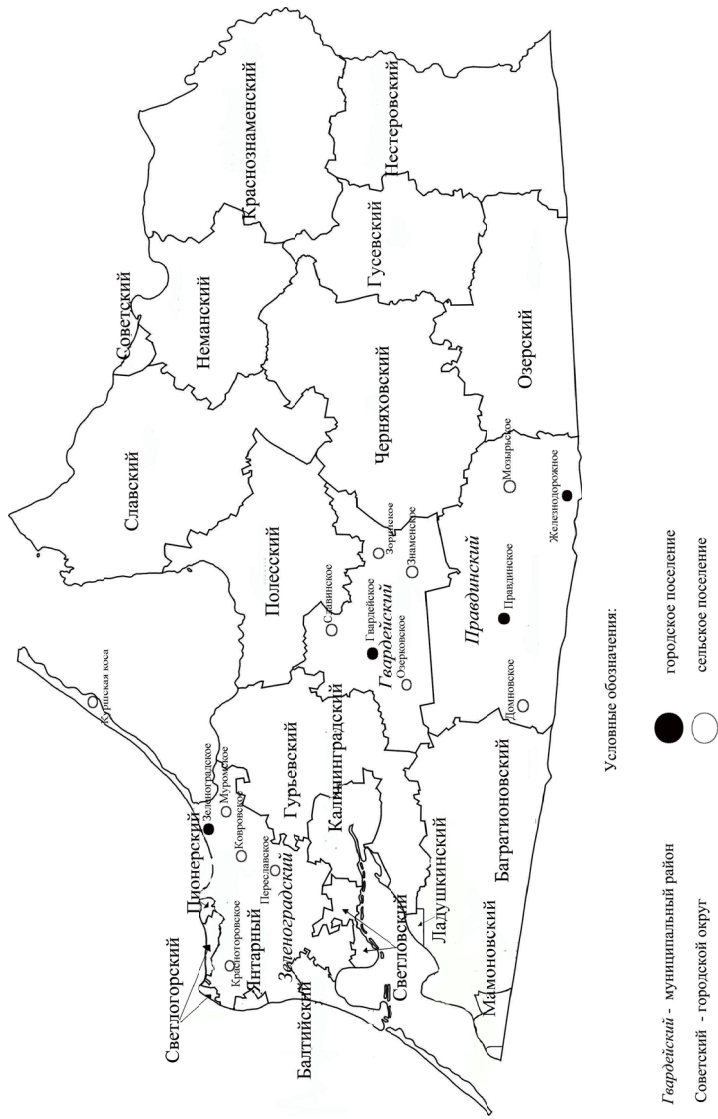 Краснознаменский
Нестеровский
Советский
Неманский
Гусевский
Славский
Черняховский
Озерский
Полесский
Зоринское
Знаменское
Мозырьское
Железнодорожное
Славинское
Гвардейское
Гвардейский
Озерковское
Правдинский
Правдинское
Домновское
Куршская коса
Гурьевский
Калининградский
Багратионовский
Пионерский
Зеленоградское
Муромское
Ковровское
Переславское
Зеленоградский
Светлогорский
Красноторовское
Янтарный
Балтийский
Светловский
Ладушкинский
Мамоновский
Условные обозначения:
Гвардейский - муниципальный район
городское поселение
Советский - городской округ
сельское поселение